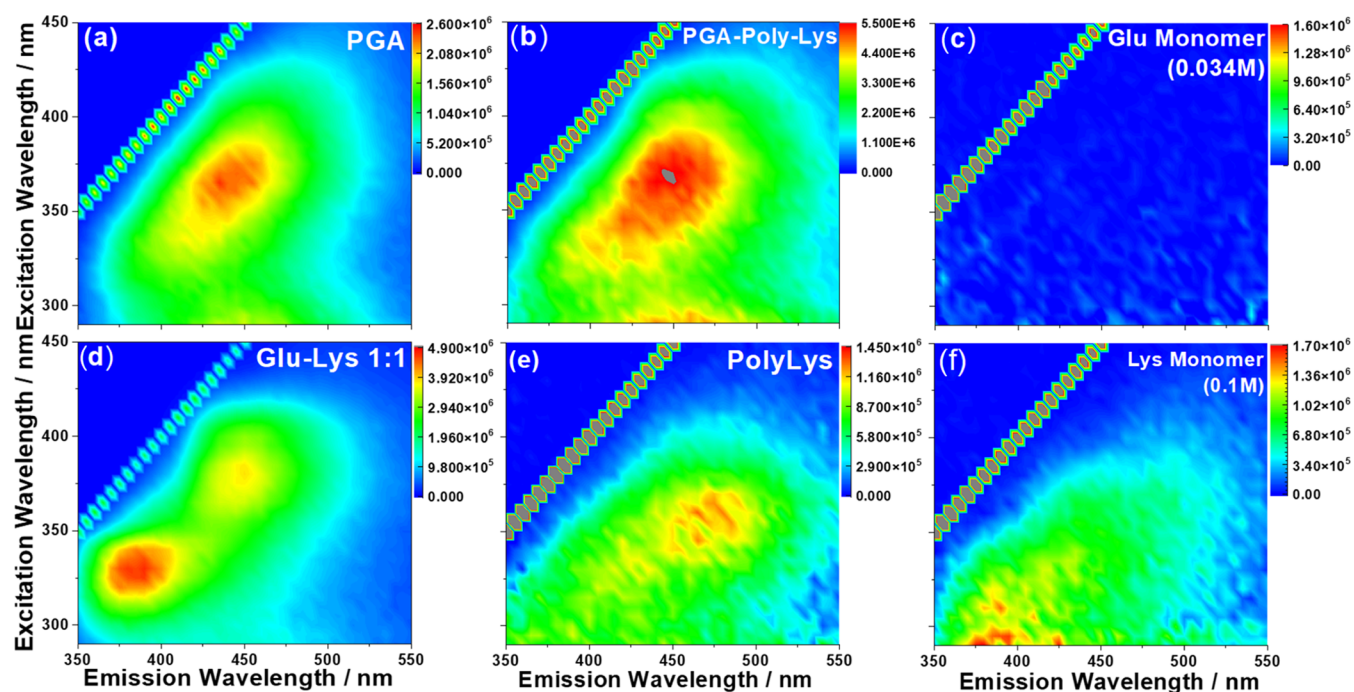 (a)
PGA
2.600×10⁶
2.080×10⁶
1.560×10⁶
1.040×10⁶
5.200×10⁵
0.000
450
400
350
300
Excitation Wavelength / nm
(b)
PGA-Poly-Lys
5.500E+6
4.400E+6
3.300E+6
2.200E+6
1.100E+6
0.000
(c)
Glu Monomer
(0.034M)
1.60×10⁶
1.28×10⁶
9.60×10⁵
6.40×10⁵
3.20×10⁵
0.00
(d)
Glu-Lys 1:1
4.900×10⁶
3.920×10⁶
2.940×10⁶
1.960×10⁶
9.800×10⁵
0.000
450
400
350
300
Excitation Wavelength / nm
350 400 450 500 550
Emission Wavelength / nm
(e)
PolyLys
1.450×10⁶
1.160×10⁶
8.700×10⁵
5.800×10⁵
2.900×10⁵
0.000
350 400 450 500 550
Emission Wavelength / nm
(f)
Lys Monomer
(0.1M)
1.70×10⁶
1.36×10⁶
1.02×10⁶
6.80×10⁵
3.40×10⁵
0.00
350 400 450 500 550
Emission Wavelength / nm